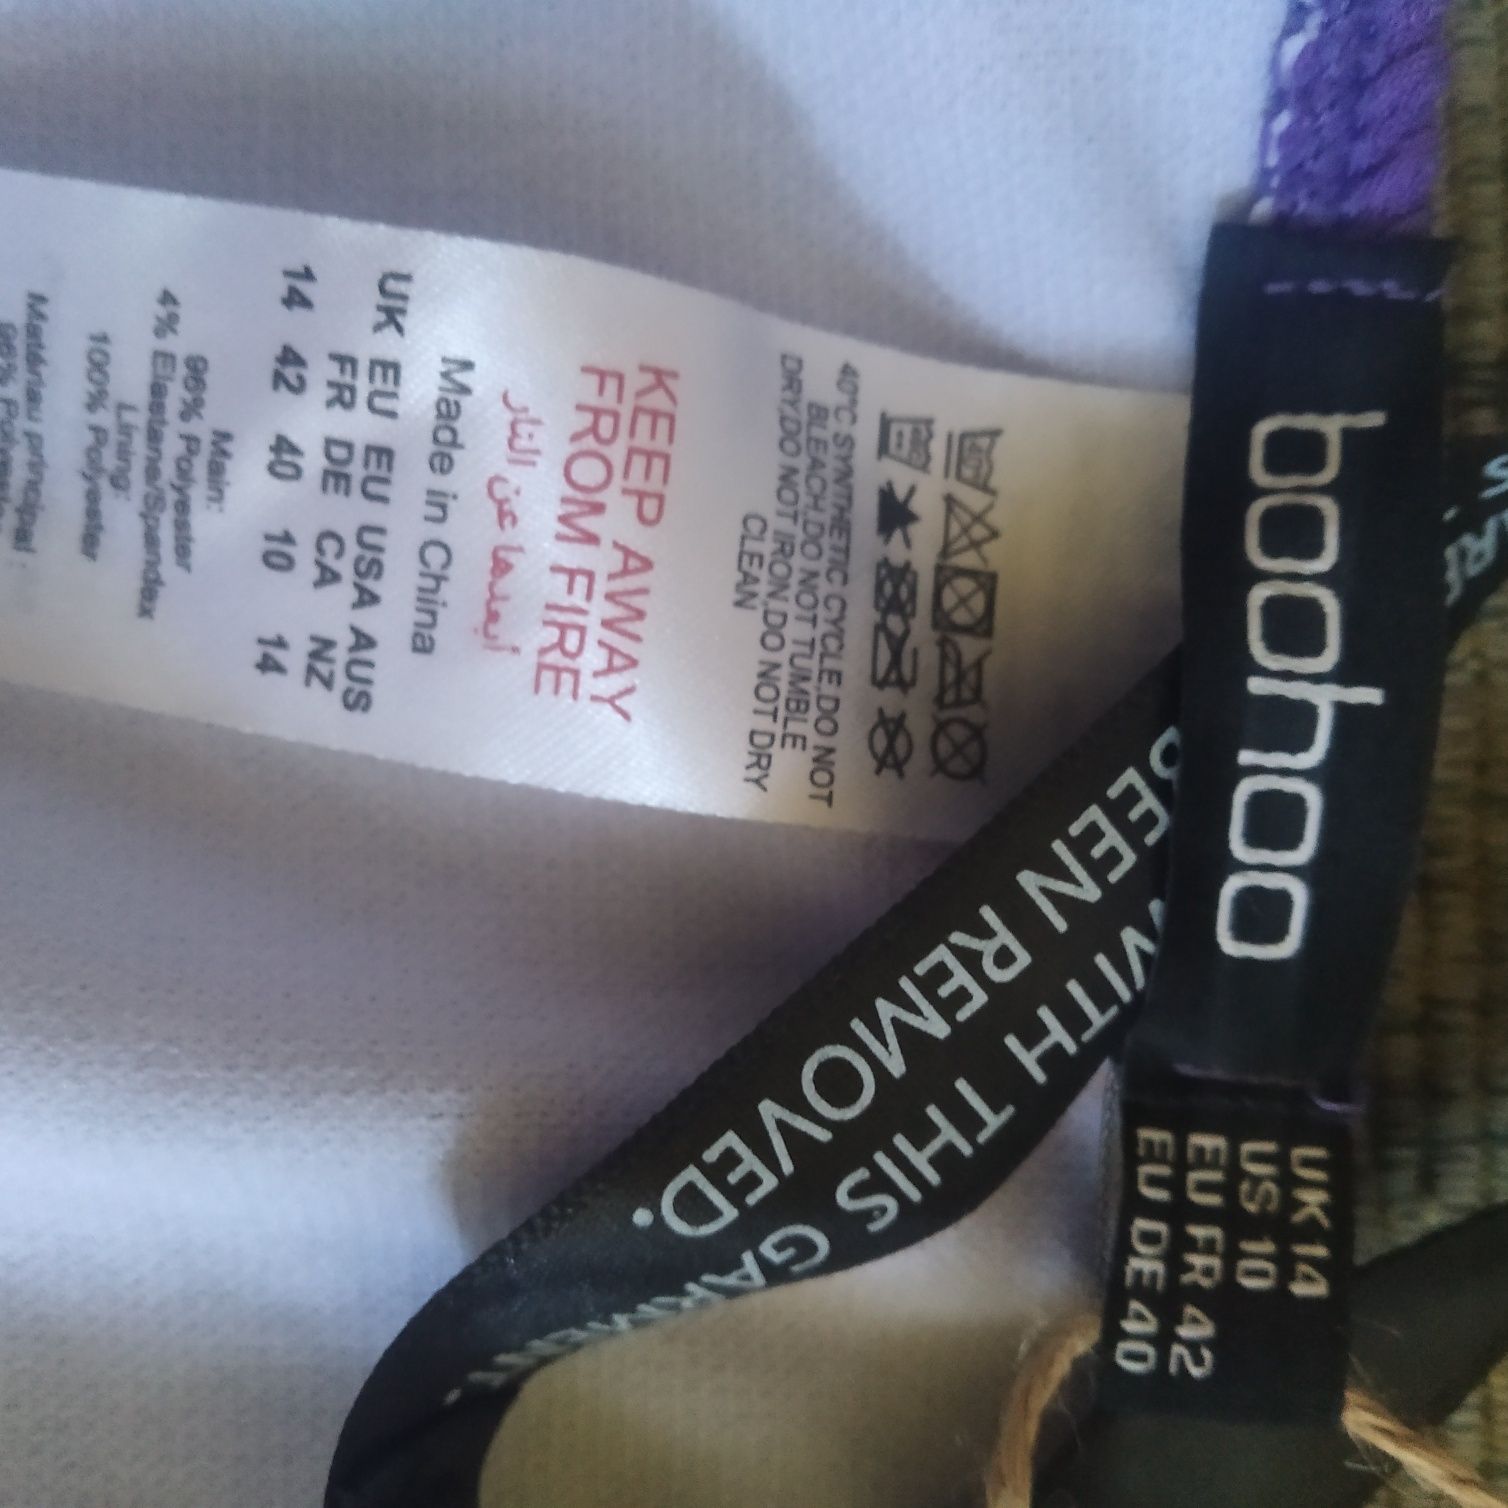 boohoo
UK 14
US 10
EU FR 42
EU DE 40
40°C SYNTHETIC CYCLE,DO NOT
BLEACH,DO NOT TUMBLE
DRY,DO NOT IRON,DO NOT DRY
CLEAN
KEEP AWAY
FROM FIRE
أبعدها عن النار
Made in China
UK EU EU USA AUS
FR DE CA NZ
14 42 40 10 14
Main:
96% Polyester
4% Elastane/Spandex
Lining:
100% Polyester
Matériau principal :
WITH THIS
BEEN REMOVED.